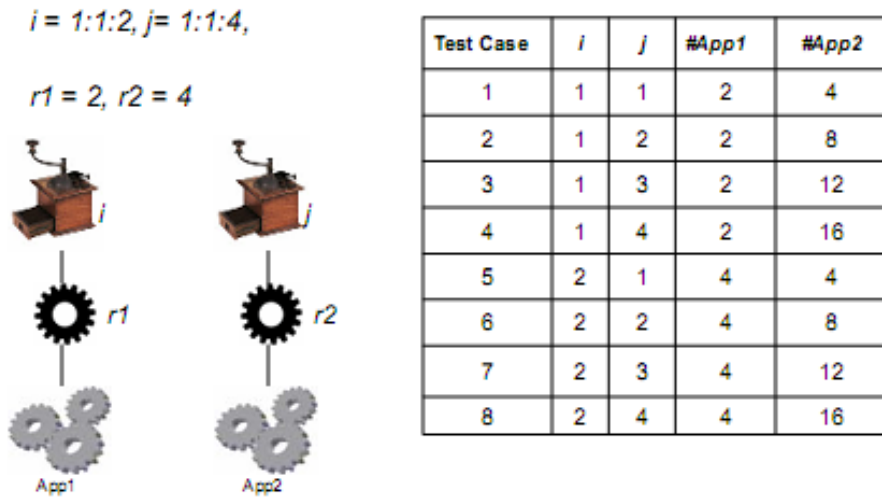 i = 1:1:2, j= 1:1:4,
r1 = 2, r2 = 4
i j
r1 r2
App1 App2
Test Case i j #App1 #App2
1 1 1 2 4
2 1 2 2 8
3 1 3 2 12
4 1 4 2 16
5 2 1 4 4
6 2 2 4 8
7 2 3 4 12
8 2 4 4 16